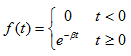 f(t) = { 0 t < 0
e^{-βt} t ≥ 0